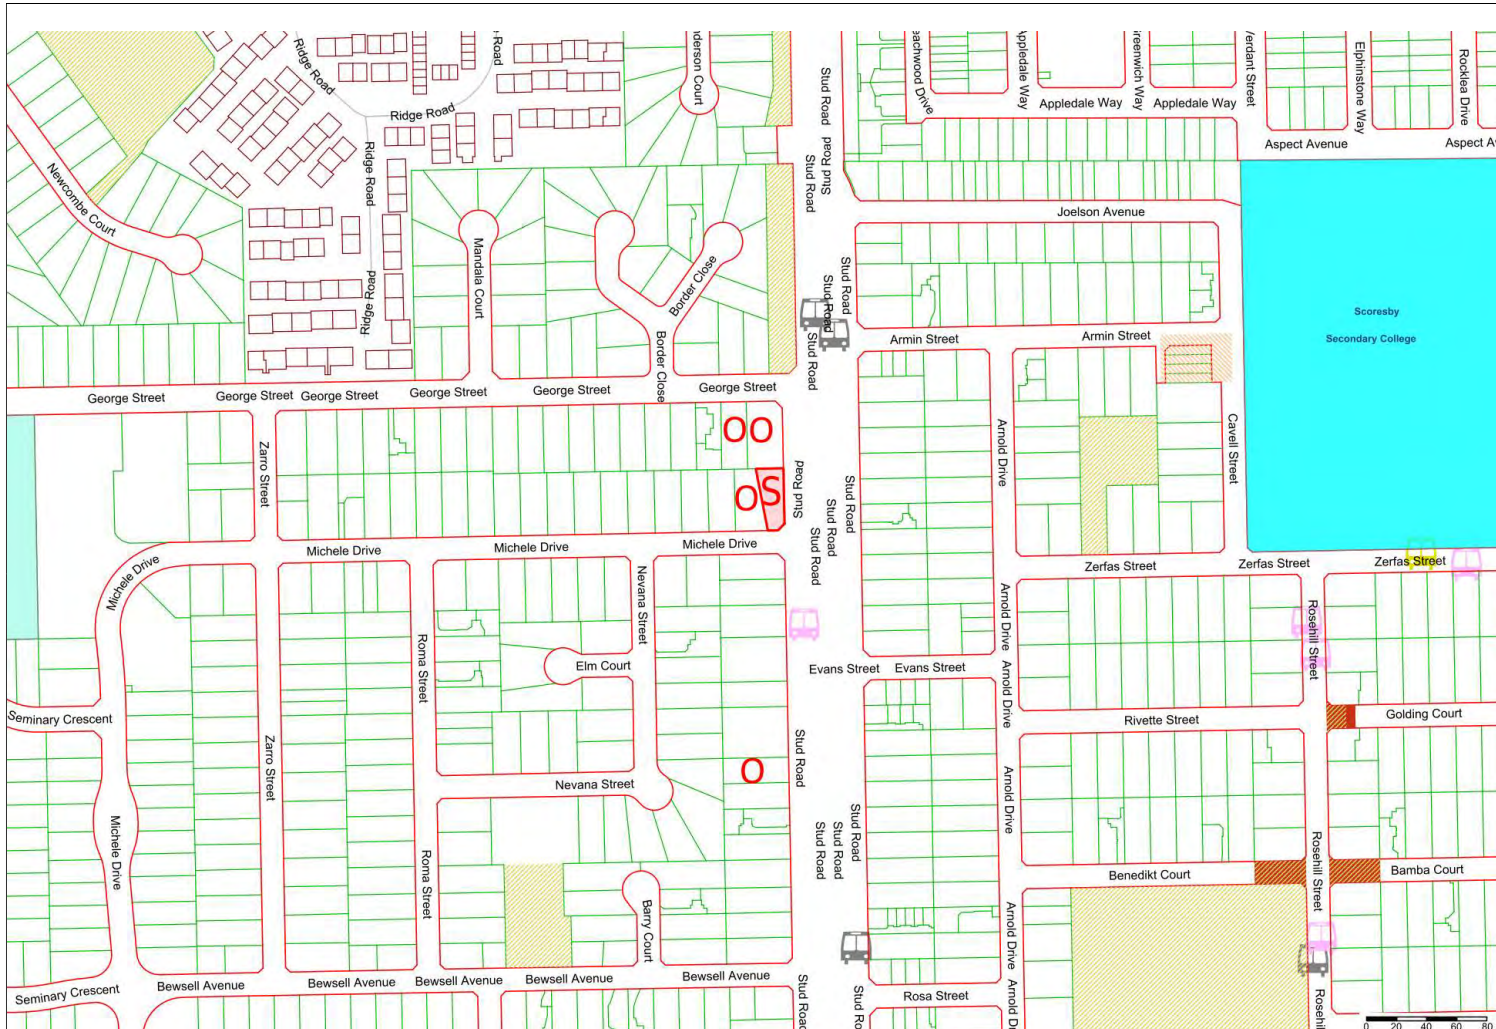 Ridge Road
Ridge Road
Ridge Road
Ridge Road
Newcombe Court
Mandala Court
Border Close
Border Close
Stud Road
Stud Road
Stud Road
Stud Road
Stud Road
Stud Road
Appledale Way
Appledale Way
Elphinstone Way
Rocklea Drive
Aspect Avenue
Joelson Avenue
Scoresby
Secondary College
Armin Street
Armin Street
George Street
George Street
George Street
George Street
George Street
George Street
Zarro Street
OO
OS
Stud Road
Stud Road
Stud Road
Stud Road
Arnold Drive
Cavell Street
Michele Drive
Michele Drive
Michele Drive
Michele Drive
Nevana Street
Zerfas Street
Zerfas Street
Zerfas Street
Arnold Drive
Rosehill Street
Roma Street
Elm Court
Evans Street
Evans Street
Arnold Drive
Seminary Crescent
Rivette Street
Golding Court
Zarro Street
Stud Road
O
Nevana Street
Arnold Drive
Michele Drive
Roma Street
Stud Road
Stud Road
Stud Road
Benedikt Court
Rosehill Street
Bamba Court
Barry Court
Arnold Drive
Seminary Crescent
Bewsell Avenue
Bewsell Avenue
Bewsell Avenue
Bewsell Avenue
Bewsell Avenue
Stud Road
Rosa Street
0 20 40 60 80